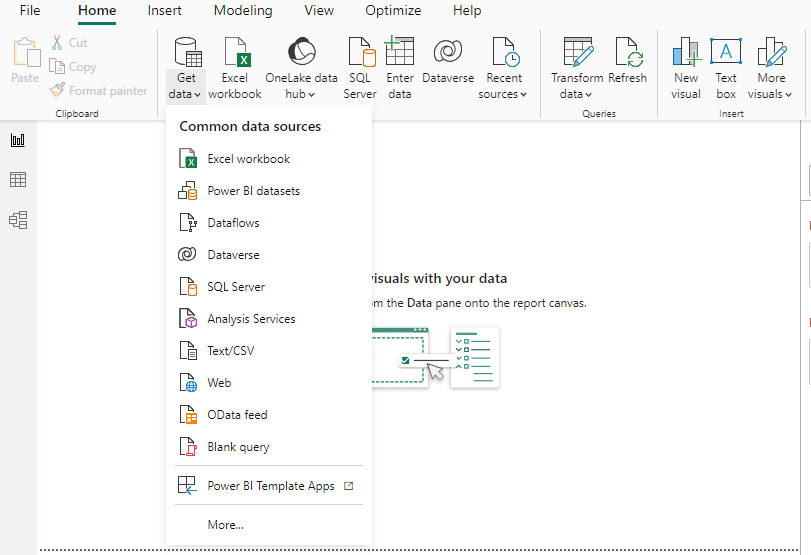 File Home Insert Modeling View Optimize Help
Paste
Cut
Copy
Format painter
Clipboard
Get
data
Excel
workbook
OneLake data
hub
SQL
Server
Enter
data
Dataverse
Recent
sources
Transform
data
Refresh
Queries
New
visual
Text
box
More
visuals
Insert
Common data sources
Excel workbook
Power BI datasets
Dataflows
Dataverse
SQL Server
Analysis Services
Text/CSV
Web
OData feed
Blank query
Power BI Template Apps
More...
visuals with your data
the Data pane onto the report canvas.